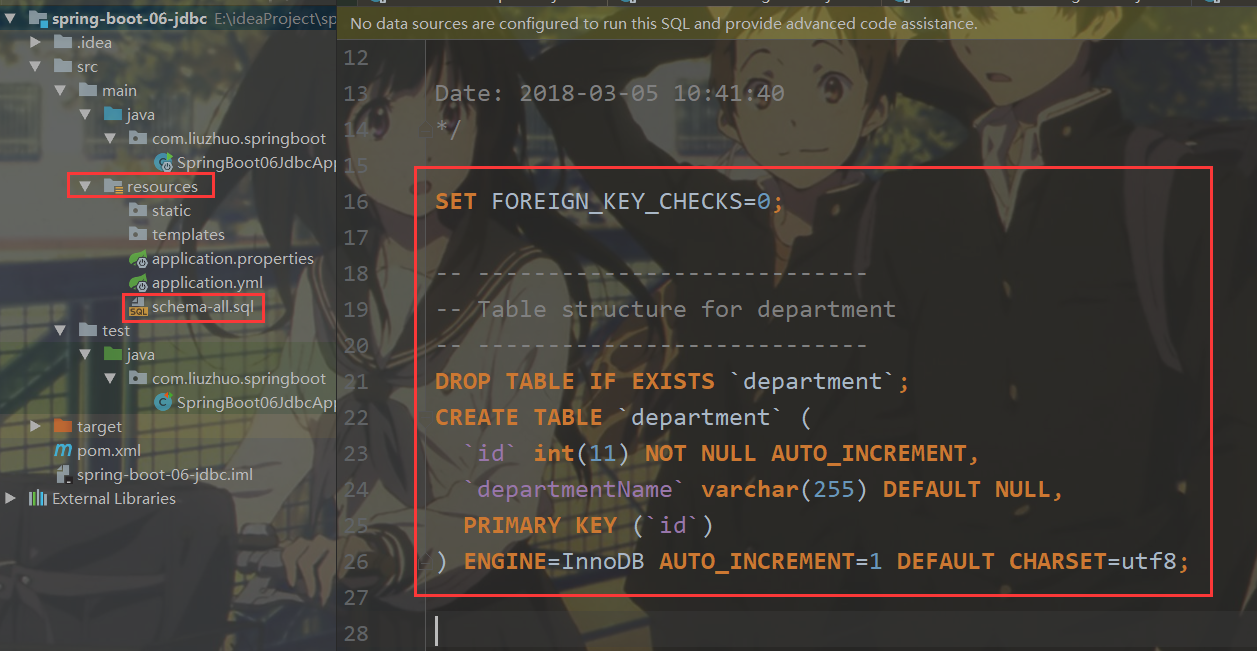 spring-boot-06-jdbc E:\ideaProject\sp
.idea
src
main
java
com.liuzhuo.springboot
SpringBoot06JdbcApp
resources
static
templates
application.properties
application.yml
schema-all.sql
test
java
com.liuzhuo.springboot
SpringBoot06JdbcApp
target
pom.xml
spring-boot-06-jdbc.iml
External Libraries
No data sources are configured to run this SQL and provide advanced code assistance.
12
13 Date: 2018-03-05 10:41:40
14 */
15
16 SET FOREIGN_KEY_CHECKS=0;
17
18 -- ----------------------------
19 -- Table structure for department
20 -- ----------------------------
21 DROP TABLE IF EXISTS `department`;
22 CREATE TABLE `department` (
23 `id` int(11) NOT NULL AUTO_INCREMENT,
24 `departmentName` varchar(255) DEFAULT NULL,
25 PRIMARY KEY (`id`)
26 ) ENGINE=InnoDB AUTO_INCREMENT=1 DEFAULT CHARSET=utf8;
27
28